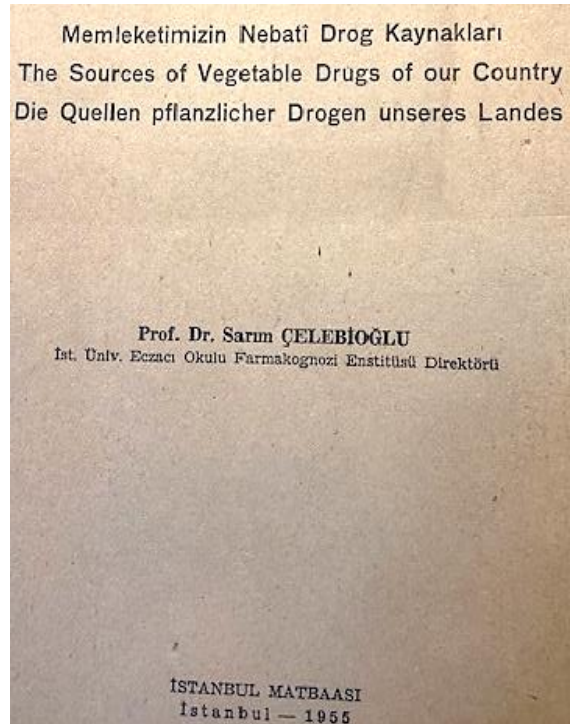 Memleketimizin Nebatî Drog Kaynakları
The Sources of Vegetable Drugs of our Country
Die Quellen pflanzlicher Drogen unseres Landes
Prof. Dr. Sarım ÇELEBİOĞLU
İst. Üniv. Eczacı Okulu Farmakognozi Enstitüsü Direktörü
İSTANBUL MATBAASI
İstanbul — 1955